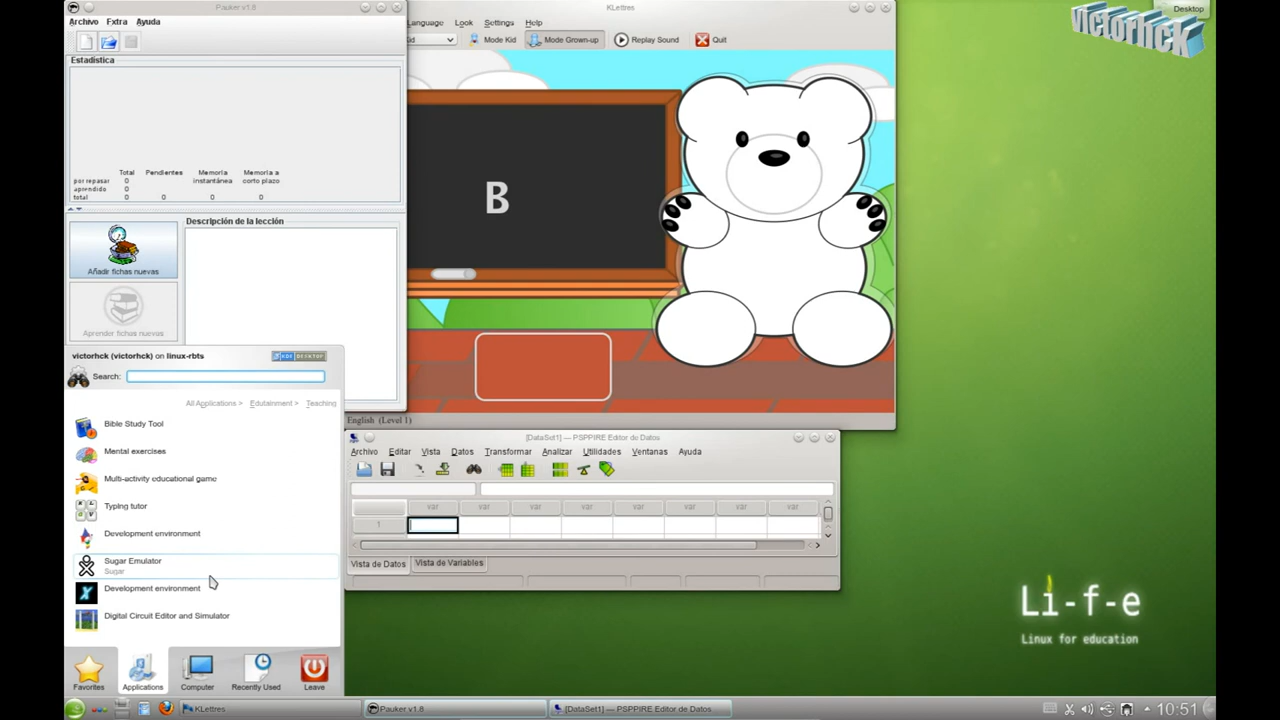 Pauker v1.8
Archivo Extra Ayuda
Estadística
Total Pendientes Memoria instantánea Memoria a corto plazo
por repasar 0
aprendido 0
total 0 0 0 0
Añadir fichas nuevas
Aprender fichas nuevas
Descripción de la lección
KLettres
Language Look Settings Help
Mode Kid Mode Grown-up Replay Sound Quit
B
English (Level 1)
Desktop
victorhck
victorhck (victorhck) on linux-rbts
KDE DESKTOP
Search:
All Applications > Edutainment > Teaching
Bible Study Tool
Mental exercises
Multi-activity educational game
Typing tutor
Development environment
Sugar Emulator
Sugar
Development environment
Digital Circuit Editor and Simulator
Favorites Applications Computer Recently Used Leave
[DataSet1] — PSPPIRE Editor de Datos
Archivo Editar Vista Datos Transformar Analizar Utilidades Ventanas Ayuda
var var var var var var var var
1
Vista de Datos Vista de Variables
Li-f-e
Linux for education
KLettres Pauker v1.8 [DataSet1] — PSPPIRE Editor de Datos 10:51